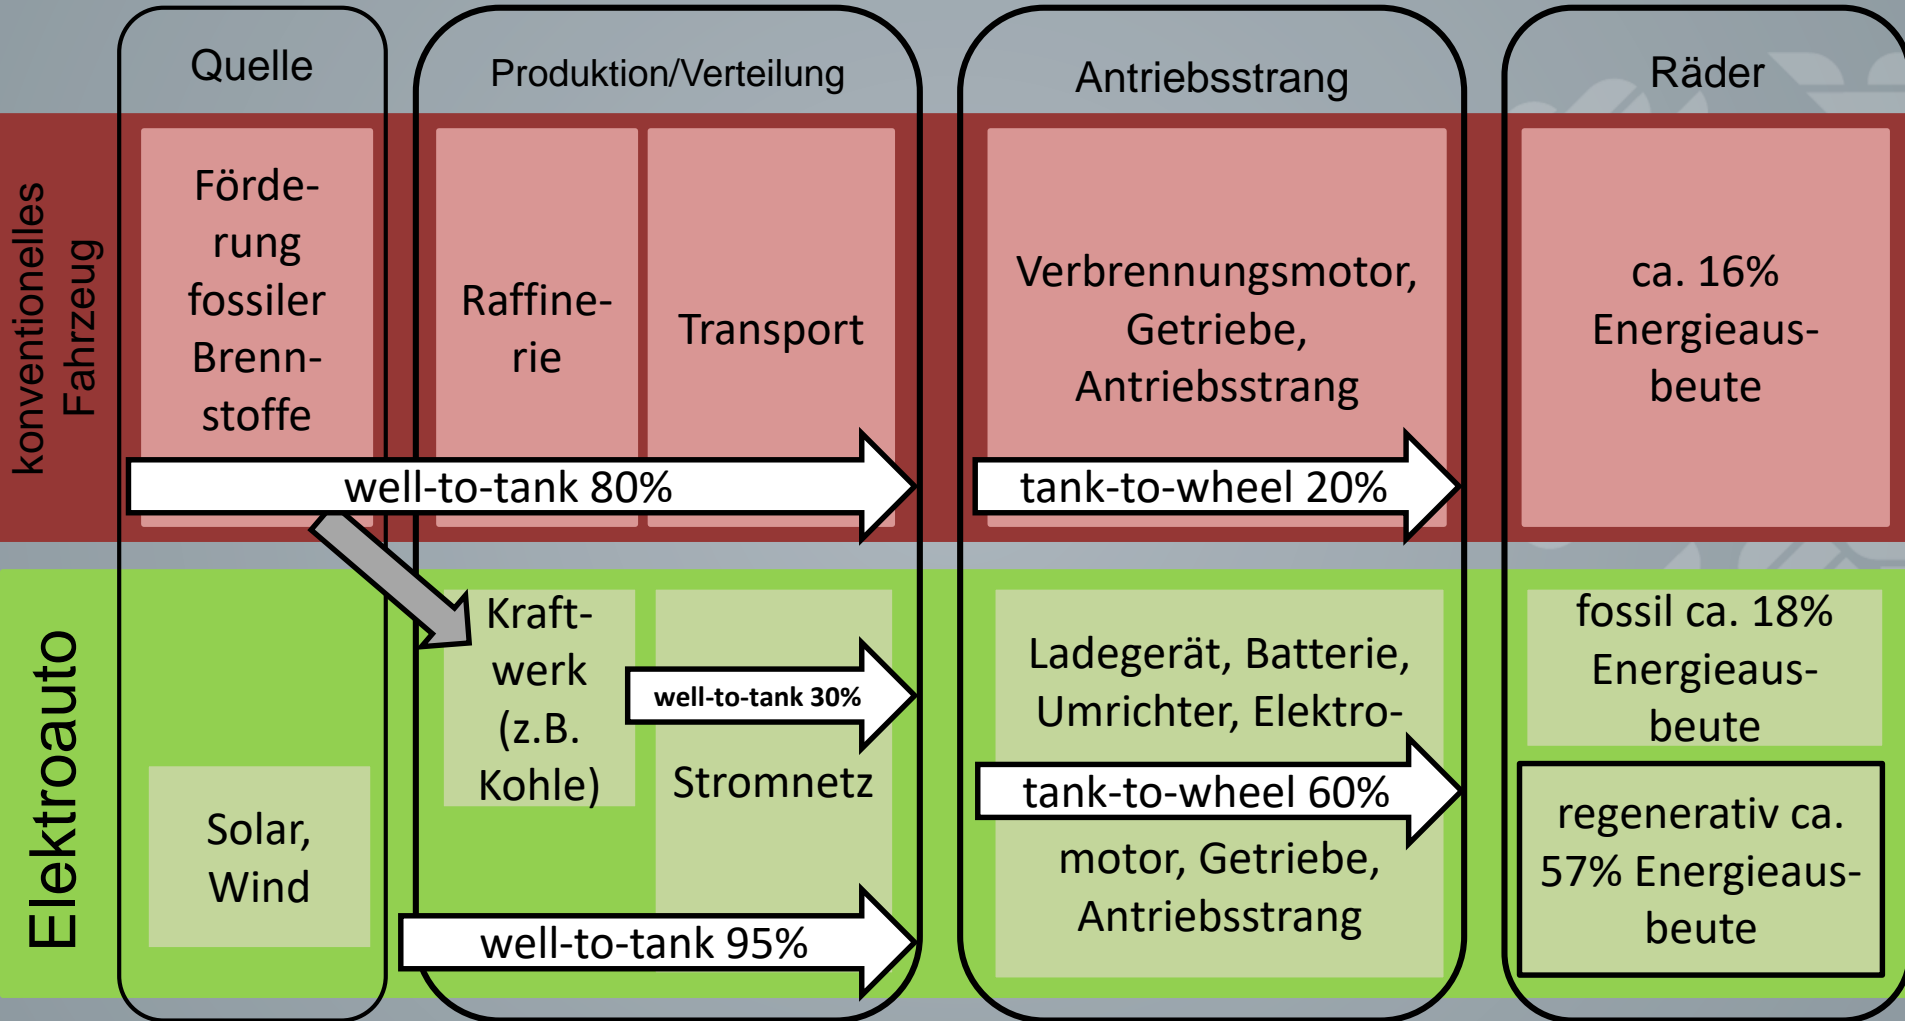 Quelle
Produktion/Verteilung
Antriebsstrang
Räder
konventionelles
Fahrzeug
Förde-
rung
fossiler
Brenn-
stoffe
Raffine-
rie
Transport
Verbrennungsmotor,
Getriebe,
Antriebsstrang
ca. 16%
Energieaus-
beute
well-to-tank 80%
tank-to-wheel 20%
Elektroauto
Solar,
Wind
Kraft-
werk
(z.B.
Kohle)
well-to-tank 30%
Stromnetz
well-to-tank 95%
Ladegerät, Batterie,
Umrichter, Elektro-
tank-to-wheel 60%
motor, Getriebe,
Antriebsstrang
fossil ca. 18%
Energieaus-
beute
regenerativ ca.
57% Energieaus-
beute